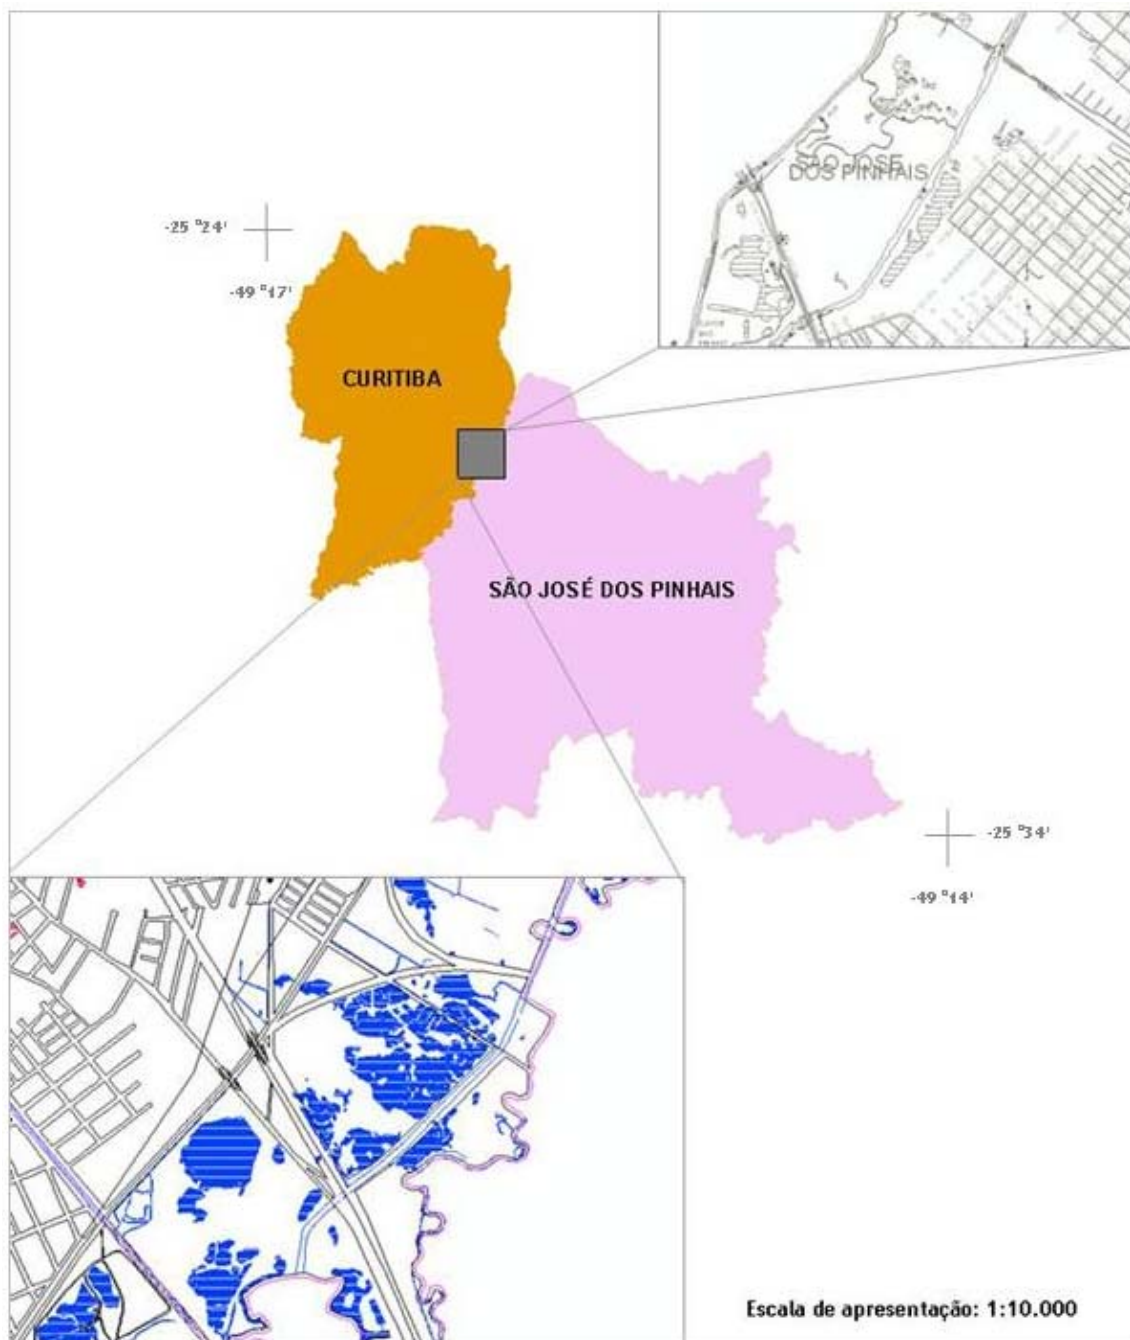 SÃO JOSE
DOS PINHAIS
-25 °24'
-49 °17'
CURITIBA
SÃO JOSÉ DOS PINHAIS
-25 °34'
-49 °14'
Escala de apresentação: 1:10.000